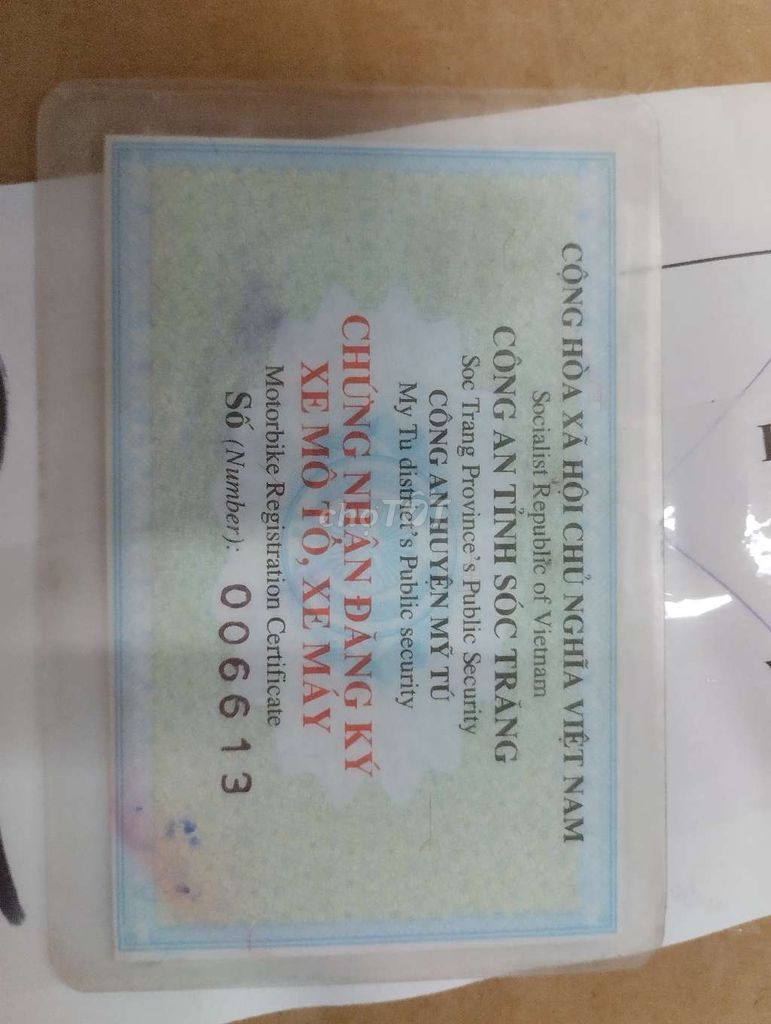 CỘNG HÒA XÃ HỘI CHỦ NGHĨA VIỆT NAM
Socialist Republic of Vietnam
CÔNG AN TỈNH SÓC TRĂNG
Soc Trang Province's Public Security
CÔNG AN HUYỆN MỸ TÚ
My Tu district's Public security
CHỨNG NHẬN ĐĂNG KÝ
XE MÔ TÔ, XE MÁY
Motorbike Registration Certificate
Số (Number): 006613
choTỐT